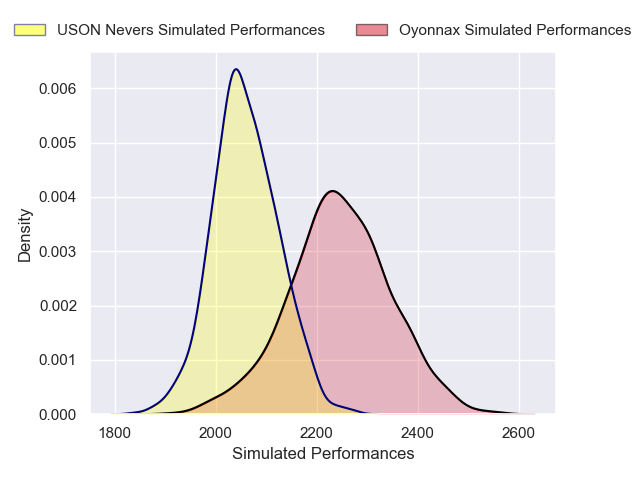 USON Nevers Simulated Performances
Oyonnax Simulated Performances
0.006
0.005
0.004
0.003
0.002
0.001
0.000
Density
1800 2000 2200 2400 2600
Simulated Performances